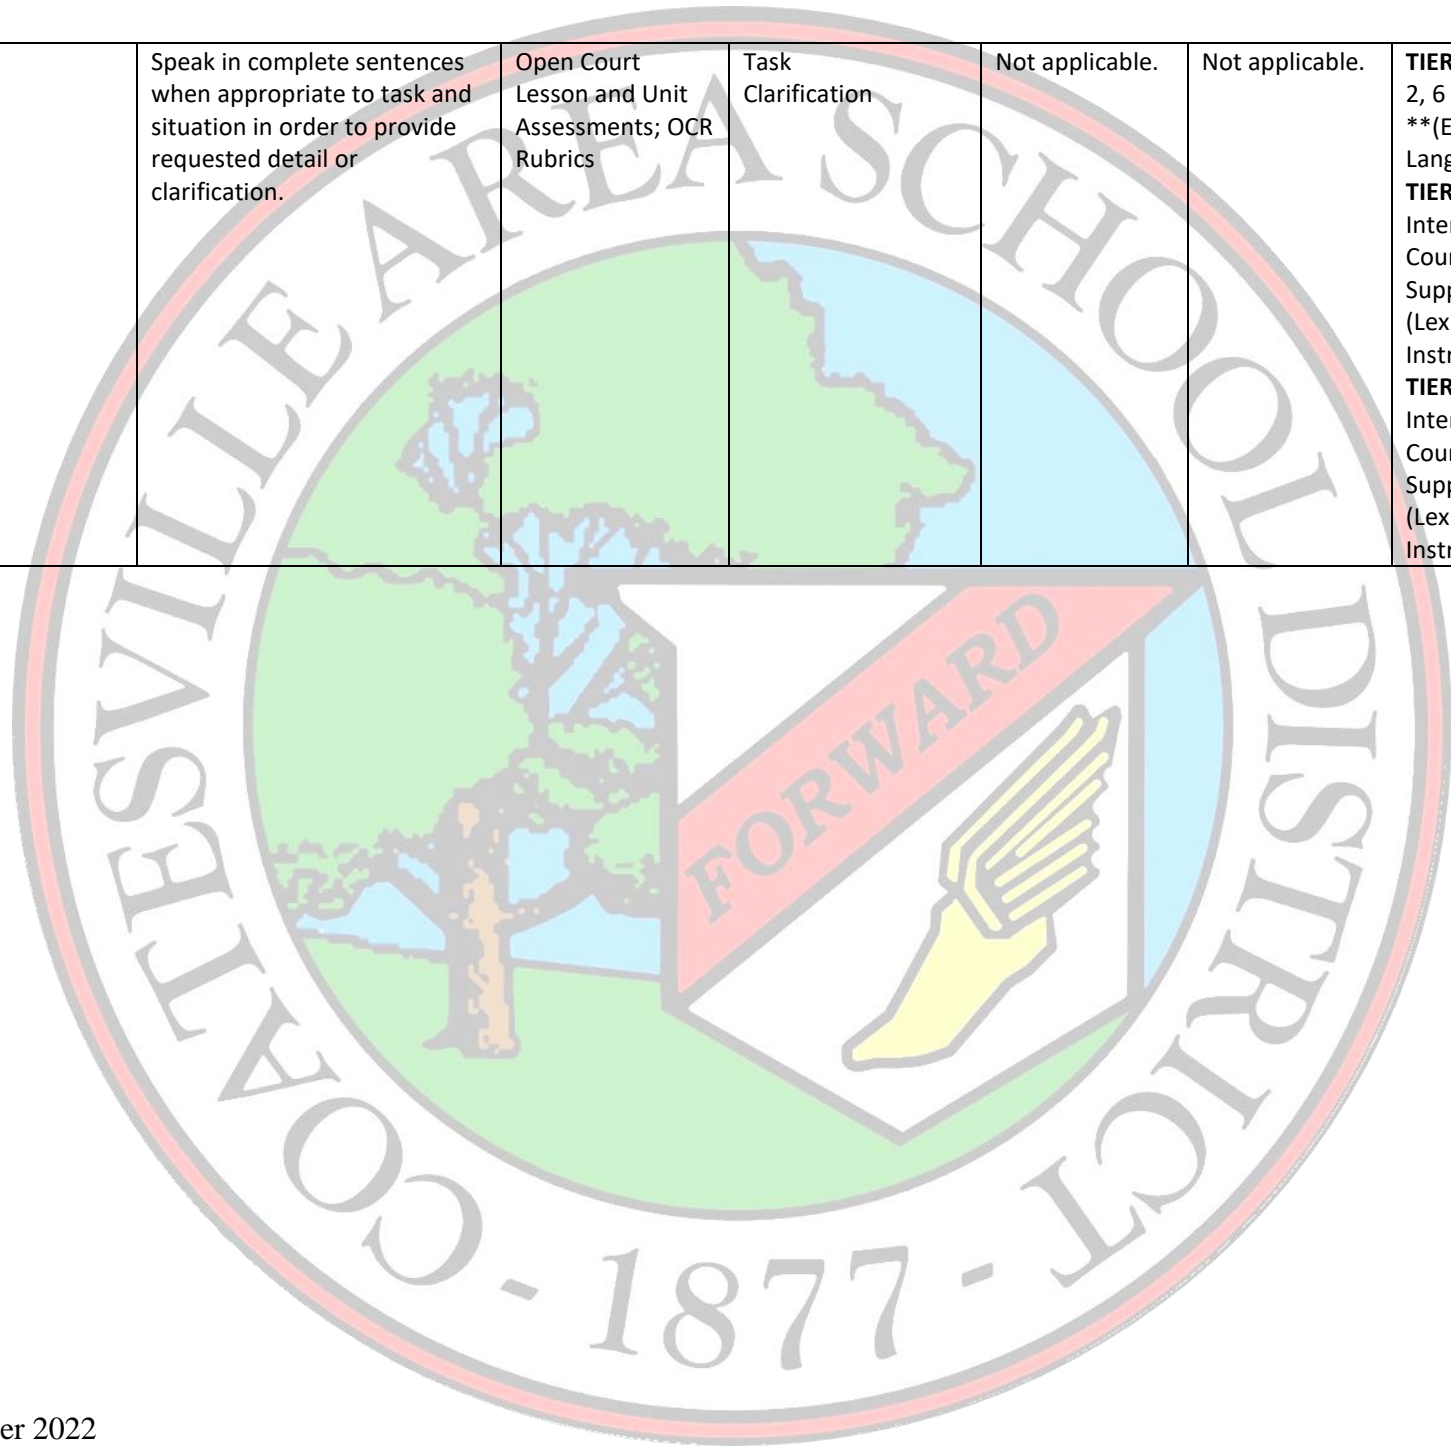 Speak in complete sentences
when appropriate to task and
situation in order to provide
requested detail or
clarification.
Open Court
Lesson and Unit
Assessments; OCR
Rubrics
Task
Clarification
Not applicable.
Not applicable.
TIER
2, 6
**(E
Lang
TIER
Inter
Cour
Supp
(Lex
Instr
TIER
Inter
Cour
Supp
(Lex
Instr
COATESVILLE AREA SCHOOL DISTRICT
FORWARD
- 1877 -
er 2022